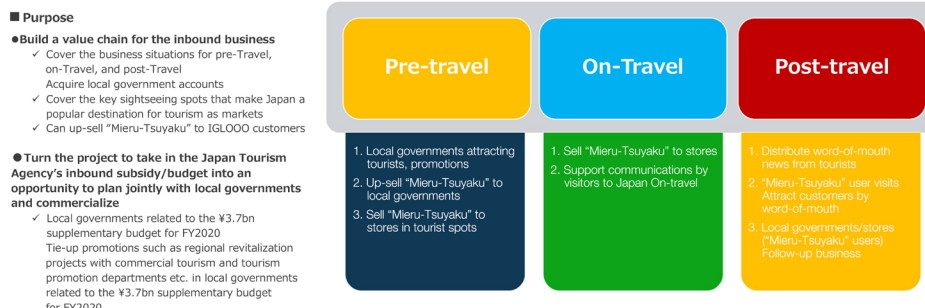 ■ Purpose
●Build a value chain for the inbound business
✓ Cover the business situations for pre-Travel,
on-Travel, and post-Travel
Acquire local government accounts
✓ Cover the key sightseeing spots that make Japan a
popular destination for tourism as markets
✓ Can up-sell "Mieru-Tsuyaku" to IGLOOO customers
●Turn the project to take in the Japan Tourism
Agency's inbound subsidy/budget into an
opportunity to plan jointly with local governments
and commercialize
✓ Local governments related to the ¥3.7bn
supplementary budget for FY2020
Tie-up promotions such as regional revitalization
projects with commercial tourism and tourism
promotion departments etc. in local governments
related to the ¥3.7bn supplementary budget
for FY2020
Pre-travel
1. Local governments attracting
tourists, promotions
2. Up-sell "Mieru-Tsuyaku" to
local governments
3. Sell "Mieru-Tsuyaku" to
stores in tourist spots
On-Travel
1. Sell "Mieru-Tsuyaku" to stores
2. Support communications by
visitors to Japan On-travel
Post-travel
1. Distribute word-of-mouth
news from tourists
2. "Mieru-Tsuyaku" user visits
Attract customers by
word-of-mouth
3. Local governments/stores
("Mieru-Tsuyaku" users)
Follow-up business